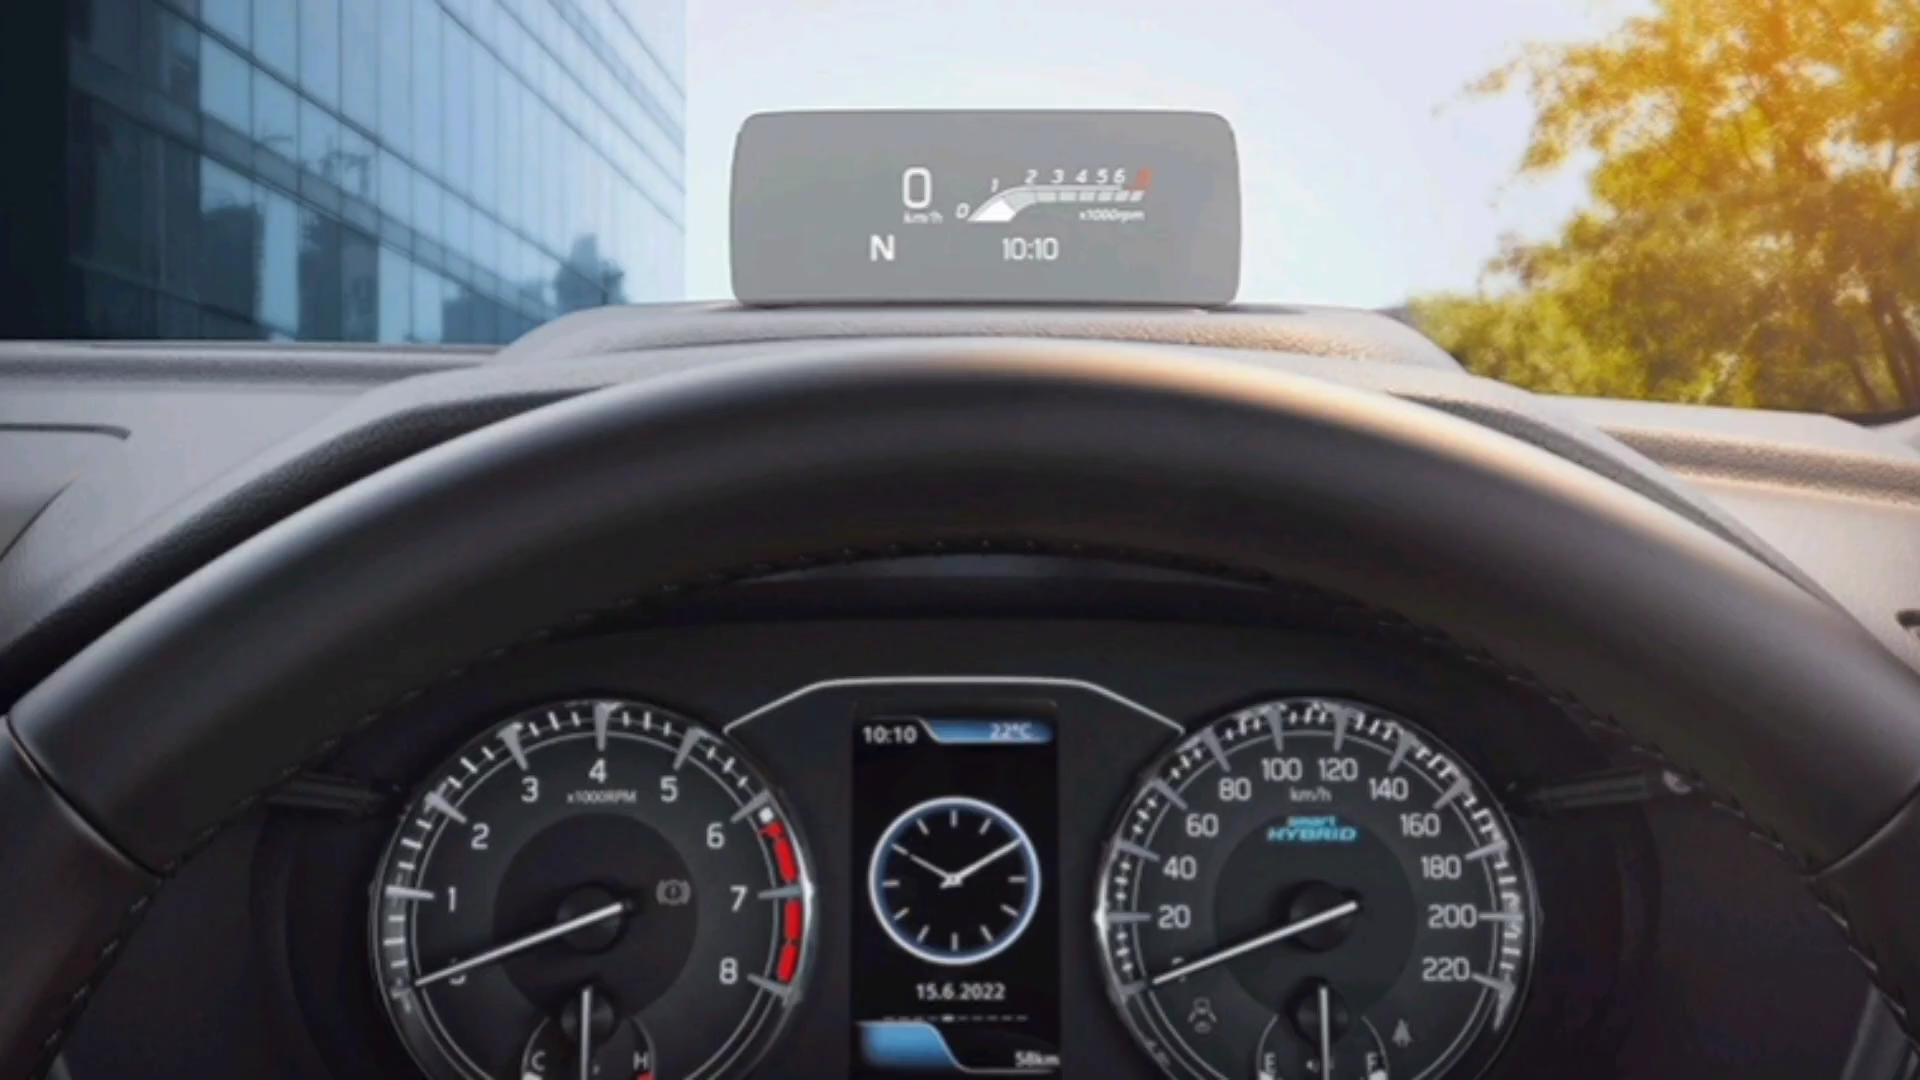 0
km/h
0 1 2 3 4 5 6
x1000rpm
N
10:10
10:10 22°C
15.6.2022
58km
1 2 3 4 5 6 7 8
x1000RPM
C H
20 40 60 80 100 120 140 160 180 200 220
km/h
smart
HYBRID
E F